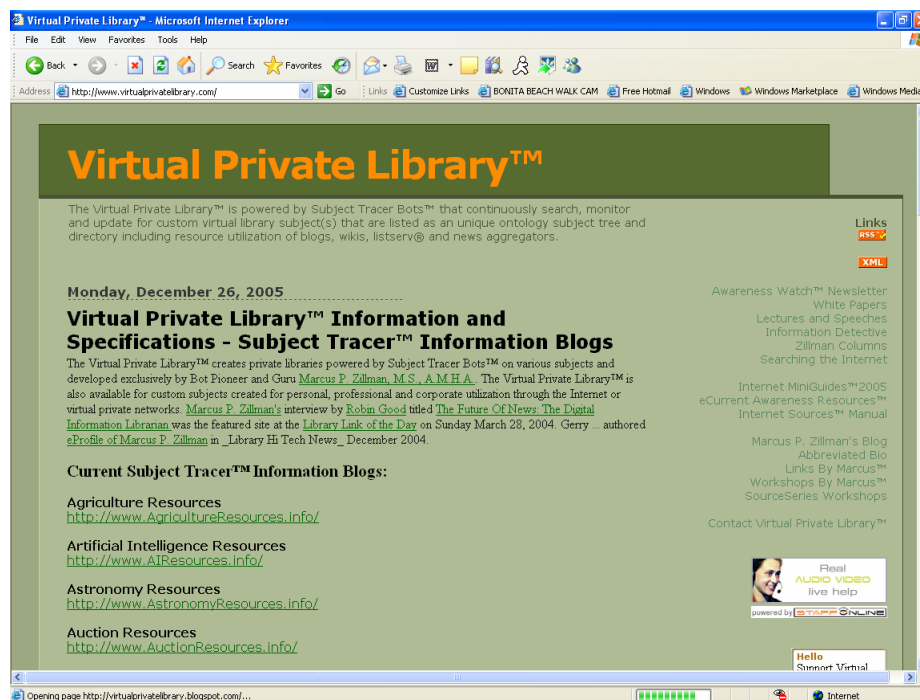 Virtual Private Library™ - Microsoft Internet Explorer
File Edit View Favorites Tools Help
Back Search Favorites
Address http://www.virtualprivatelibrary.com/ Go Links Customize Links BONITA BEACH WALK CAM Free Hotmail Windows Windows Marketplace Windows Media
Virtual Private Library™
The Virtual Private Library™ is powered by Subject Tracer Bots™ that continuously search, monitor
and update for custom virtual library subject(s) that are listed as an unique ontology subject tree and
directory including resource utilization of blogs, wikis, listserv® and news aggregators.
Links
RSS
XML
Monday, December 26, 2005
Virtual Private Library™ Information and
Specifications - Subject Tracer™ Information Blogs
The Virtual Private Library™ creates private libraries powered by Subject Tracer Bots™ on various subjects and
developed exclusively by Bot Pioneer and Guru Marcus P. Zillman, M.S., A.M.H.A.. The Virtual Private Library™ is
also available for custom subjects created for personal, professional and corporate utilization through the Internet or
virtual private networks. Marcus P. Zillman's interview by Robin Good titled The Future Of News: The Digital
Information Librarian was the featured site at the Library Link of the Day on Sunday March 28, 2004. Gerry ... authored
eProfile of Marcus P. Zillman in _Library Hi Tech News_ December 2004.
Current Subject Tracer™ Information Blogs:
Agriculture Resources
http://www.AgricultureResources.info/
Artificial Intelligence Resources
http://www.AIResources.info/
Astronomy Resources
http://www.AstronomyResources.info/
Auction Resources
http://www.AuctionResources.info/
Awareness Watch™ Newsletter
White Papers
Lectures and Speeches
Information Detective
Zillman Columns
Searching the Internet
Internet MiniGuides™2005
eCurrent Awareness Resources™
Internet Sources™ Manual
Marcus P. Zillman's Blog
Abbreviated Bio
Links By Marcus™
Workshops By Marcus™
SourceSeries Workshops
Contact Virtual Private Library™
Real
AUDIO VIDEO
live help
powered by STAFF ONLINE
Hello
Support Virtual
Opening page http://virtualprivatelibrary.blogspot.com/... Internet